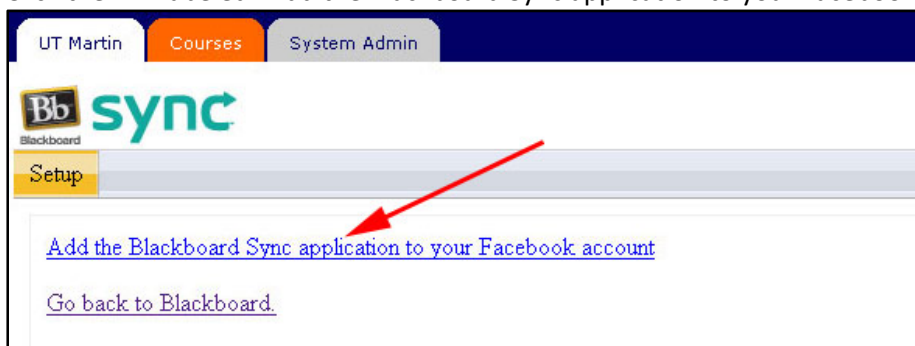 UT Martin Courses System Admin
Bb sync
Blackboard
Setup
Add the Blackboard Sync application to your Facebook account
Go back to Blackboard.